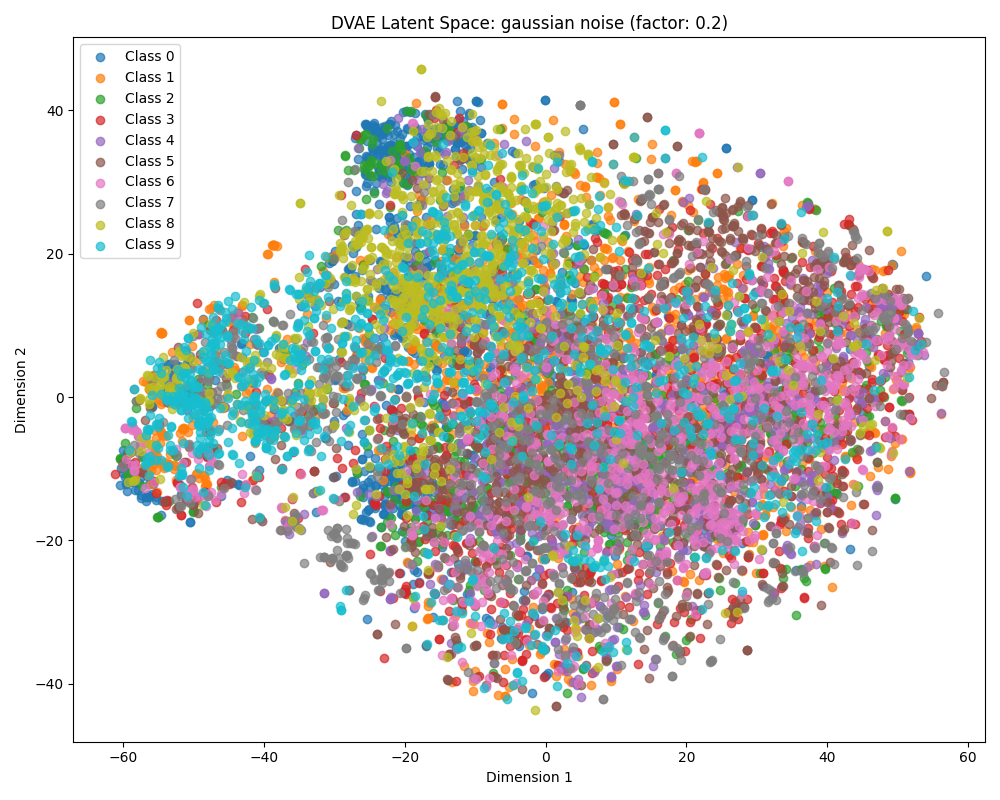 DVAE Latent Space: gaussian noise (factor: 0.2)
Class 0
Class 1
Class 2
Class 3
Class 4
Class 5
Class 6
Class 7
Class 8
Class 9
40
20
0
−20
−40
Dimension 2
−60
−40
−20
0
20
40
60
Dimension 1